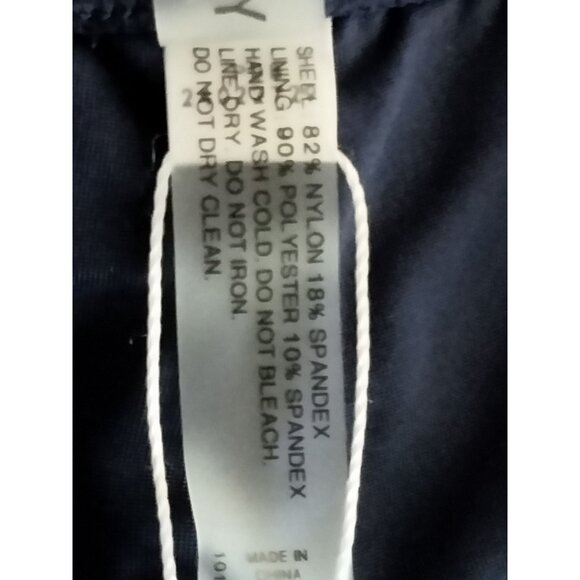 Y
SHELL 82% NYLON 18% SPANDEX
LINING 90% POLYESTER 10% SPANDEX
HAND WASH COLD. DO NOT BLEACH.
LINE DRY. DO NOT IRON.
DO NOT DRY CLEAN.
MADE IN
CHINA
101